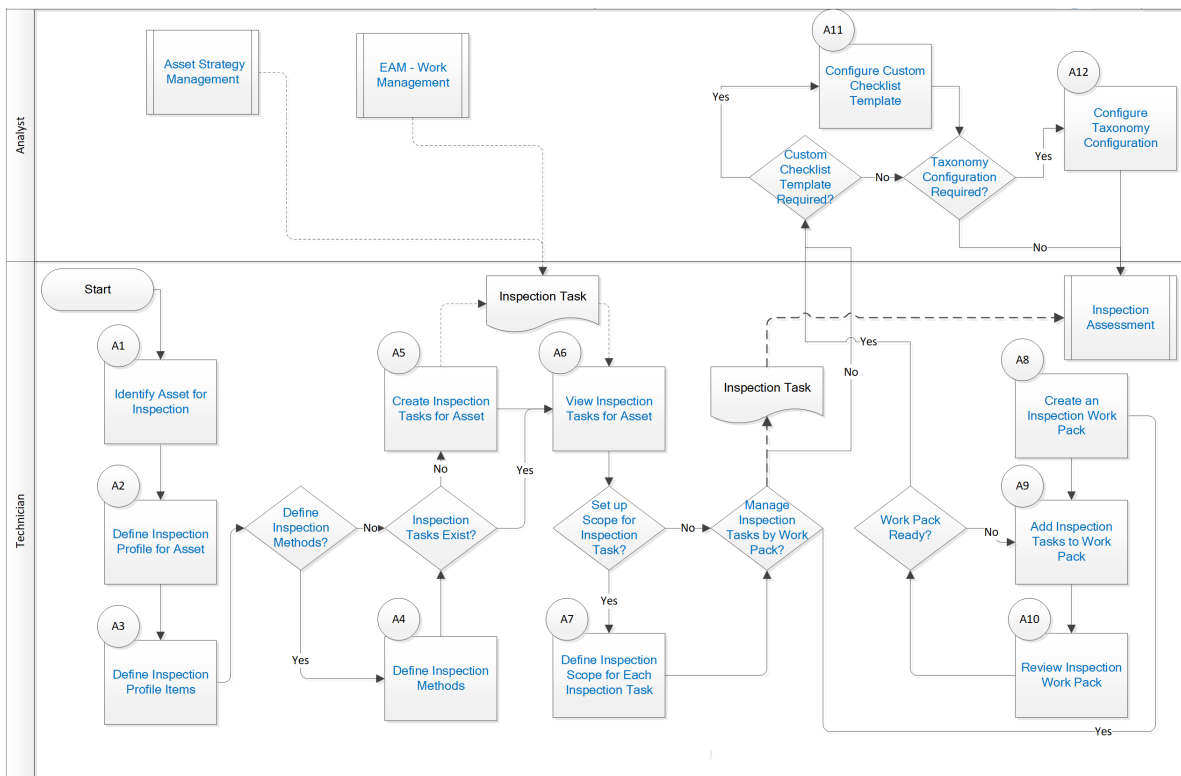 Analyst
Asset Strategy
Management
EAM - Work
Management
A11
Configure Custom
Checklist
Template
Yes
A12
Configure
Taxonomy
Configuration
Custom
Checklist
Template
Required?
No
Taxonomy
Configuration
Required?
Yes
No
Technician
Start
Inspection Task
Inspection
Assessment
A1
Identify Asset for
Inspection
A5
Create Inspection
Tasks for Asset
A6
View Inspection
Tasks for Asset
Inspection Task
Yes
No
A8
Create an
Inspection Work
Pack
No
Yes
A2
Define Inspection
Profile for Asset
Define
Inspection
Methods?
No
Inspection
Tasks Exist?
Set up
Scope for
Inspection
Task?
No
Manage
Inspection
Tasks by Work
Pack?
Work Pack
Ready?
No
A9
Add Inspection
Tasks to Work
Pack
Yes
A3
Define Inspection
Profile Items
Yes
A4
Define Inspection
Methods
A7
Define Inspection
Scope for Each
Inspection Task
A10
Review Inspection
Work Pack
Yes